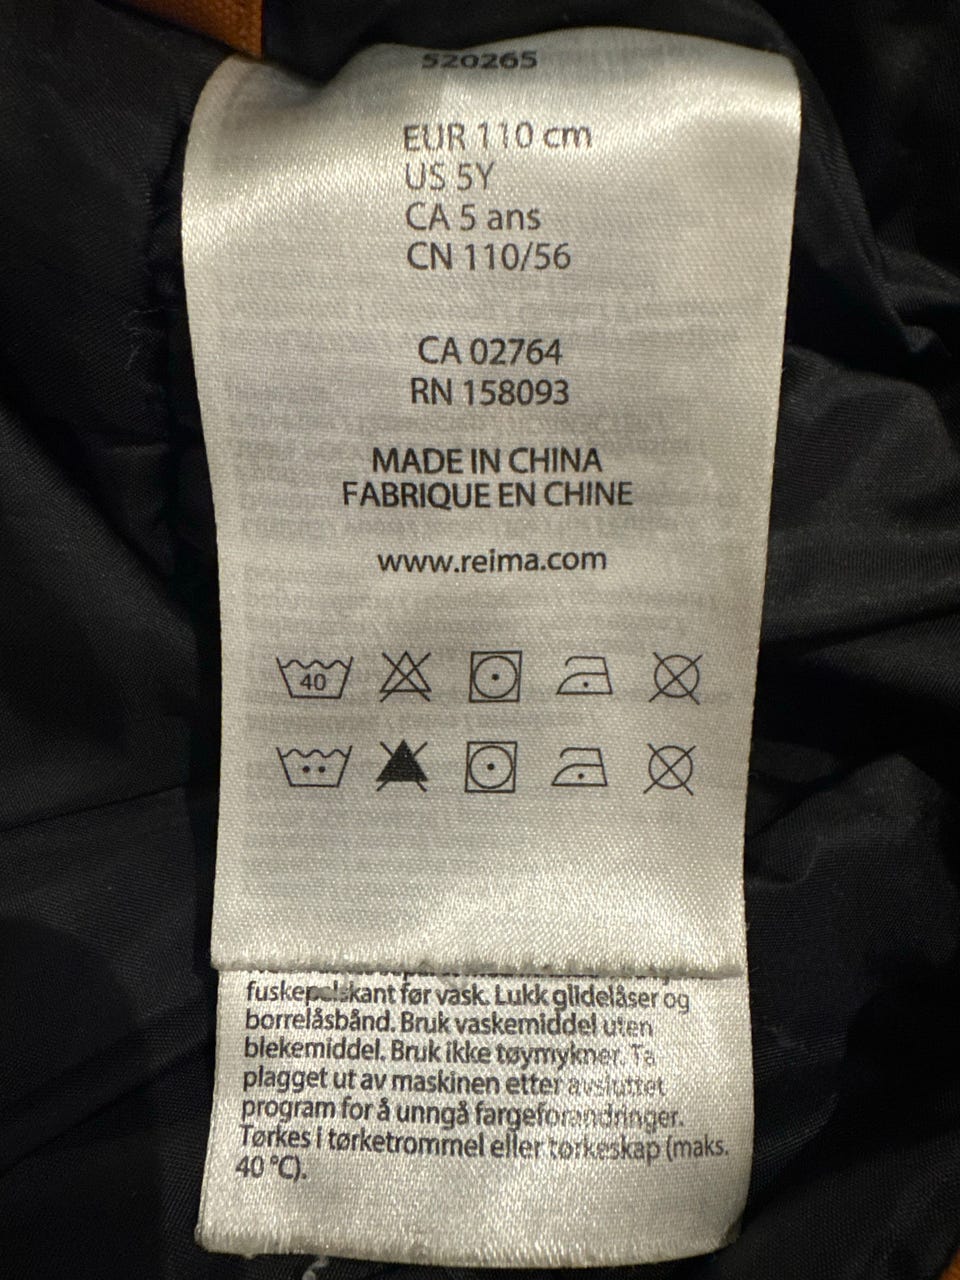 520265
EUR 110 cm
US 5Y
CA 5 ans
CN 110/56
CA 02764
RN 158093
MADE IN CHINA
FABRIQUE EN CHINE
www.reima.com
40
før vask. Lukk glidelåser og
borrelåsbånd. Bruk vaskemiddel uten
blekemiddel. Bruk ikke tøymykner. Ta
plagget ut av maskinen etter avsluttet
program for å unngå fargeforandringer.
Tørkes i tørketrommel eller tørkeskap (maks.
40 °C).